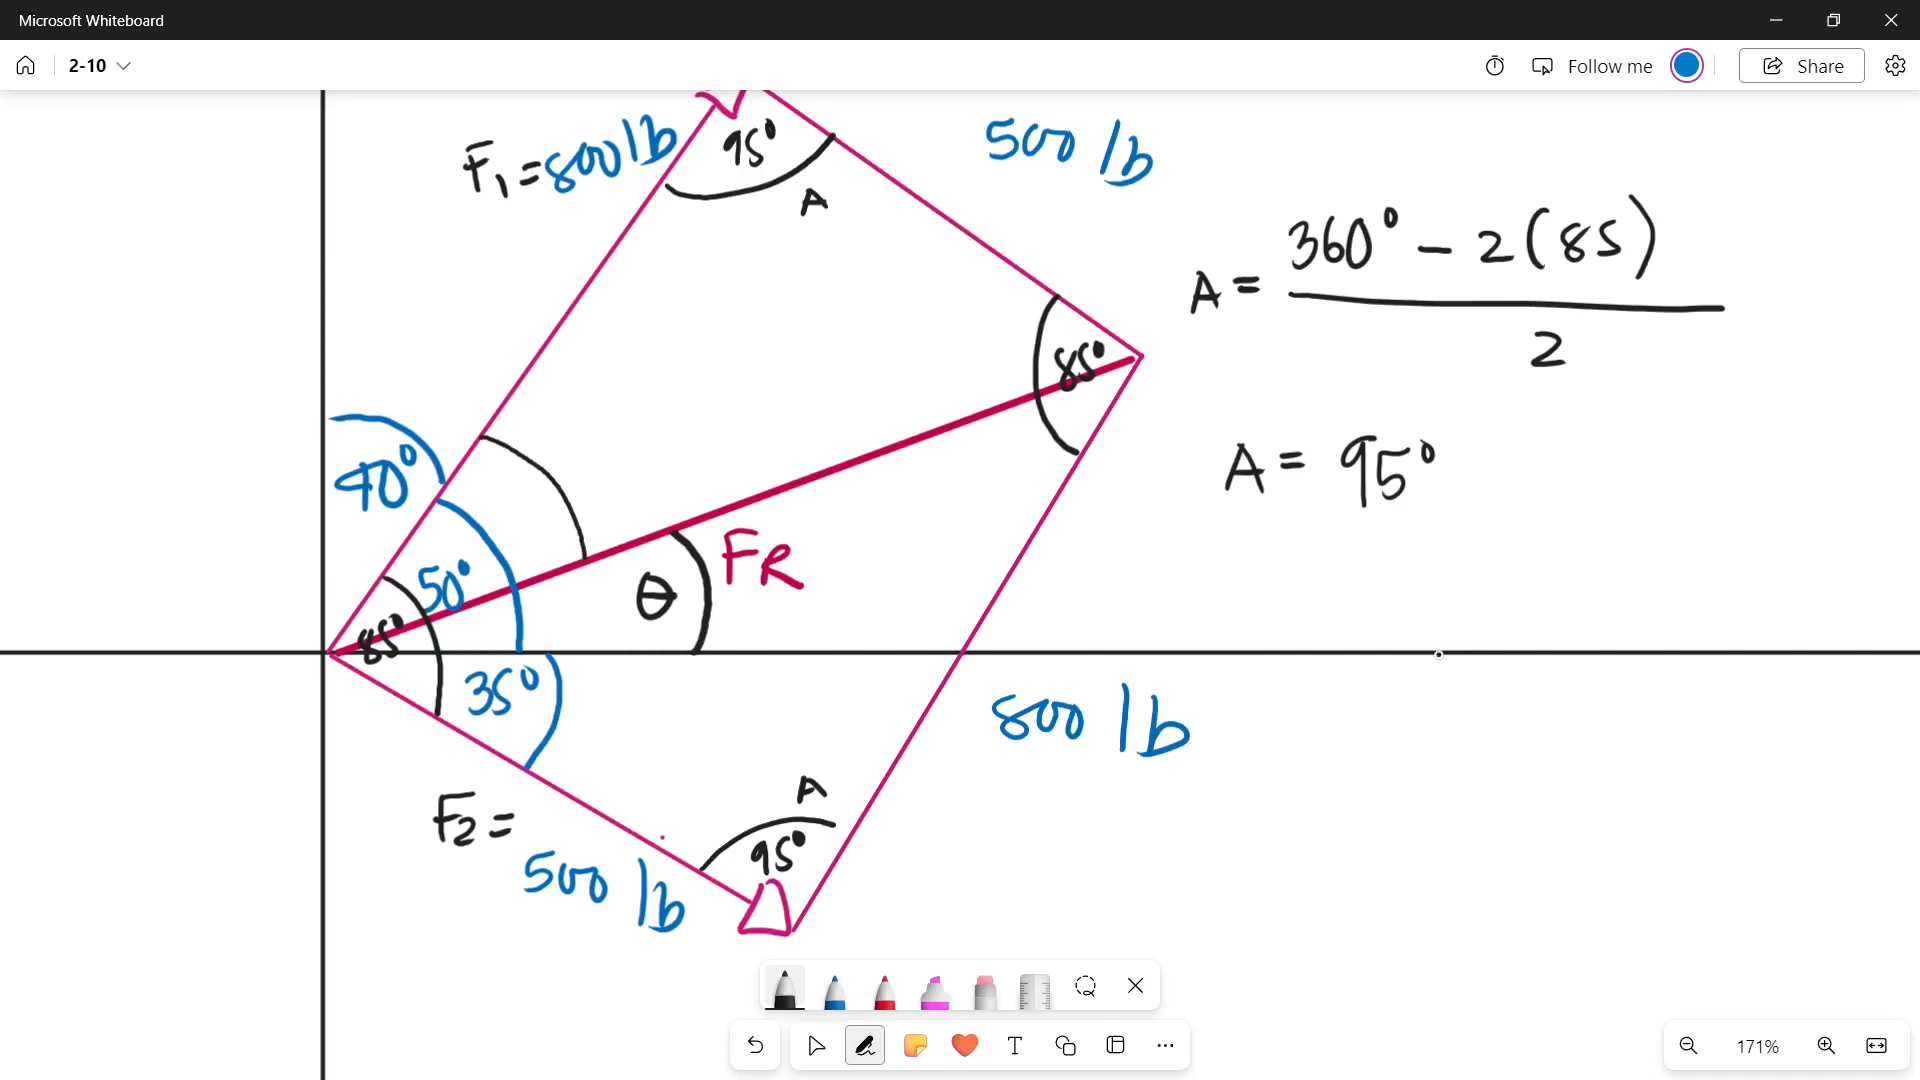 Microsoft Whiteboard
2-10
Follow me
Share
F₁ = 800 lb
95°
A
500 lb
A = 360° - 2(85) / 2
85°
40°
A = 95°
50°
FR
θ
85°
35°
800 lb
F₂ =
500 lb
A
95°
171%